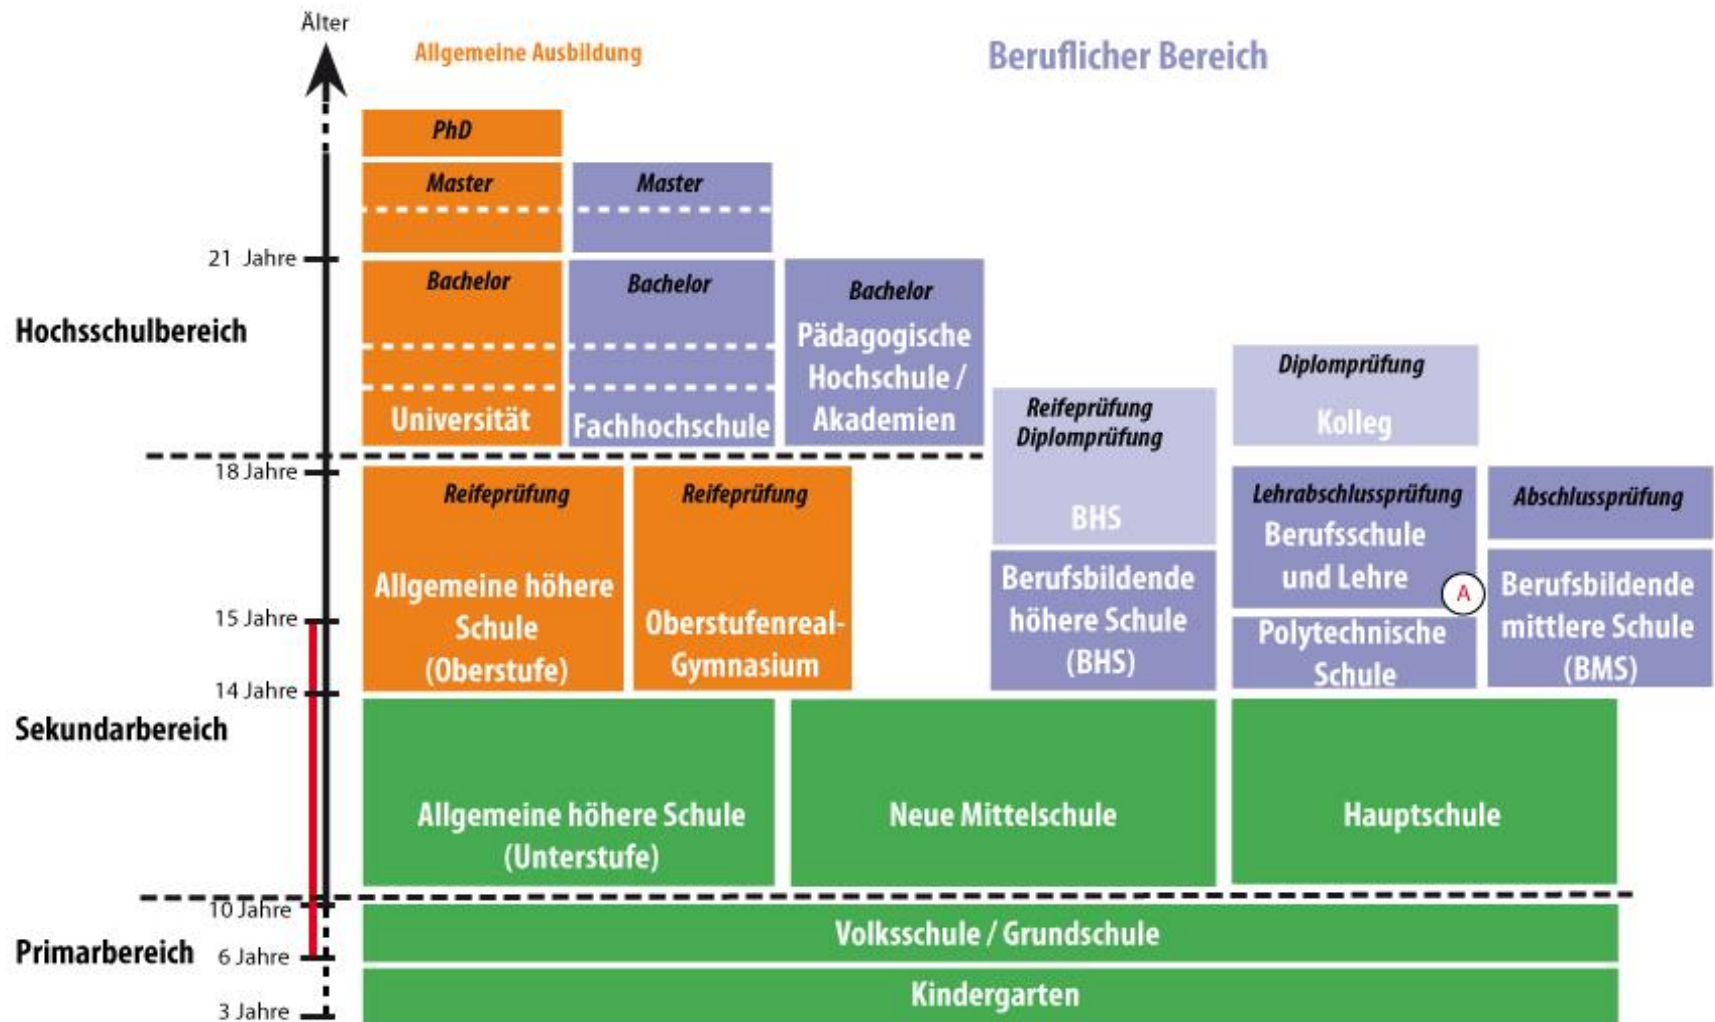 Älter
Allgemeine Ausbildung
Beruflicher Bereich
PhD
Master
Master
21 Jahre
Bachelor
Bachelor
Bachelor
Hochsschulbereich
Pädagogische
Hochschule /
Akademien
Universität
Fachhochschule
Reifeprüfung
Diplomprüfung
BHS
Diplomprüfung
Kolleg
18 Jahre
Reifeprüfung
Allgemeine höhere
Schule
(Oberstufe)
Reifeprüfung
Oberstufenreal-
Gymnasium
Berufsbildende
höhere Schule
(BHS)
Lehrabschlussprüfung
Berufsschule
und Lehre
A
Polytechnische
Schule
Abschlussprüfung
Berufsbildende
mittlere Schule
(BMS)
15 Jahre
14 Jahre
Sekundarbereich
Allgemeine höhere Schule
(Unterstufe)
Neue Mittelschule
Hauptschule
10 Jahre
Primarbereich
6 Jahre
Volksschule / Grundschule
Kindergarten
3 Jahre